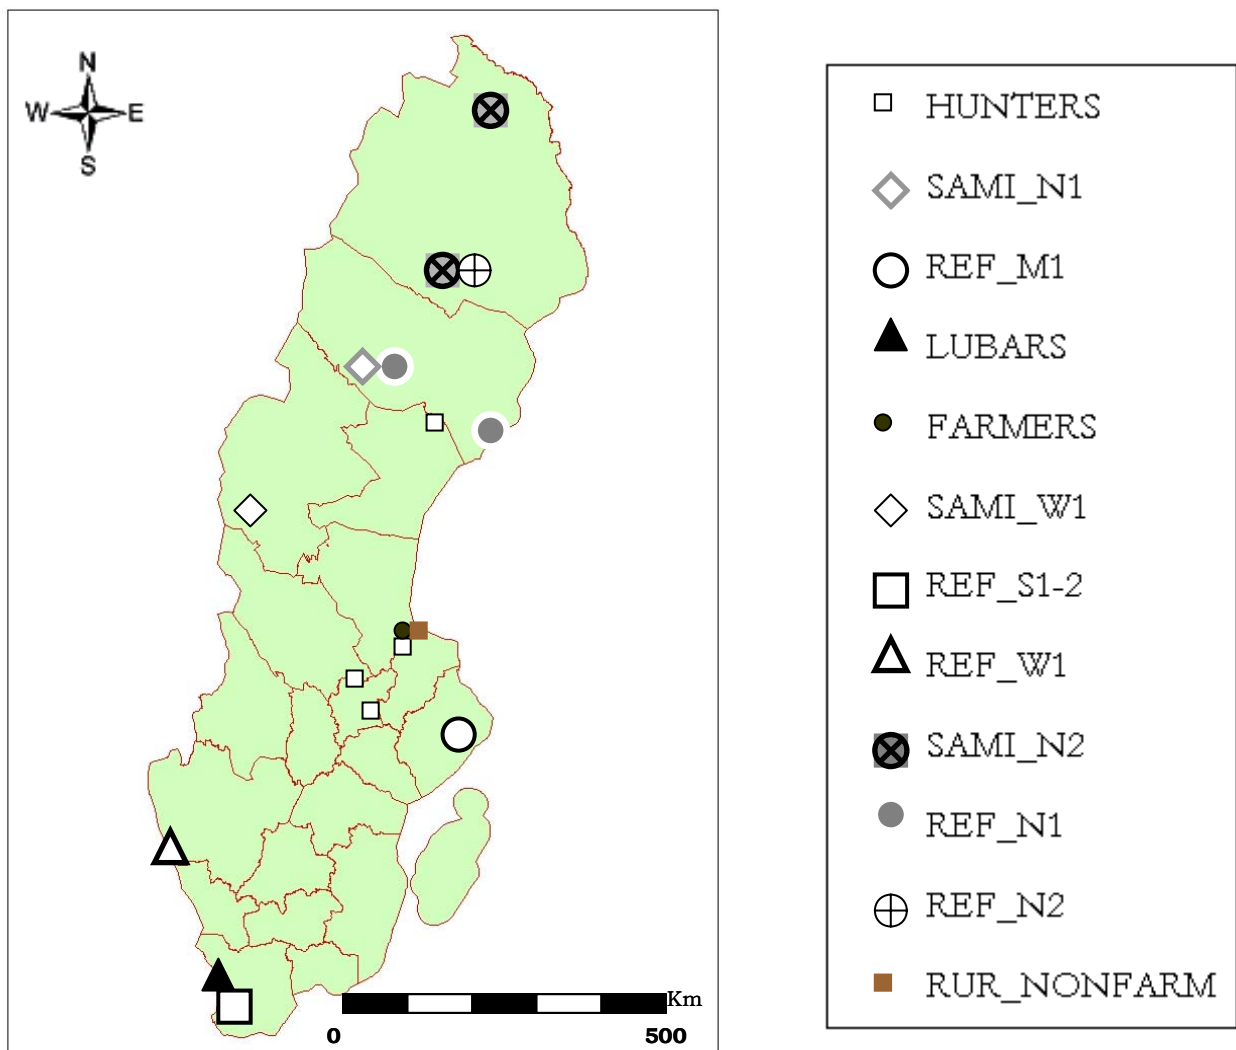 N
W E
S
0 500
Km
HUNTERS
SAMI_N1
REF_M1
LUBARS
FARMERS
SAMI_W1
REF_S1-2
REF_W1
SAMI_N2
REF_N1
REF_N2
RUR_NONFARM